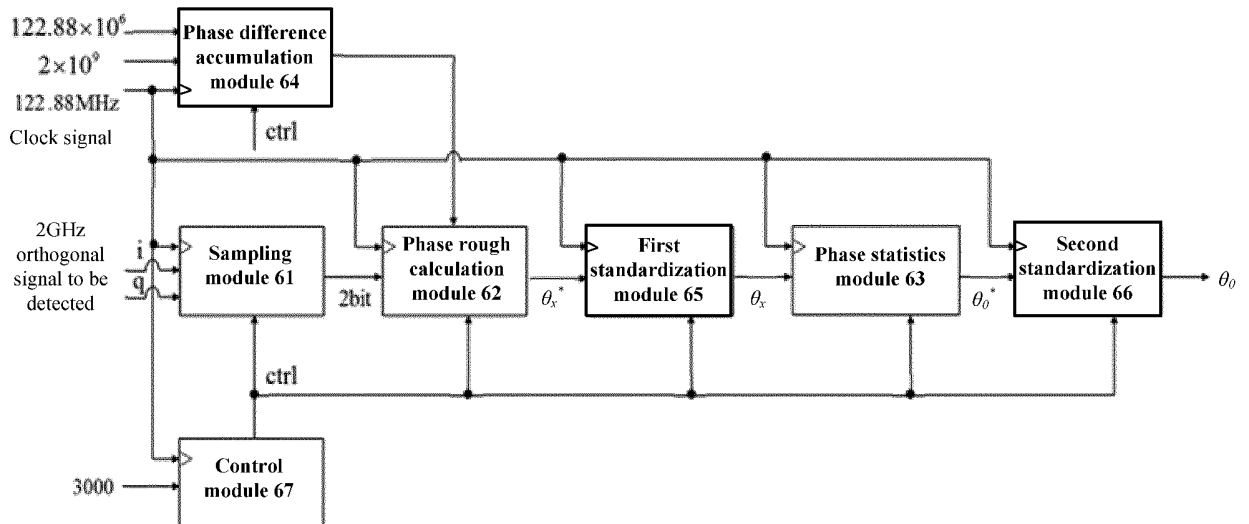 122.88×10⁶
2×10⁹
122.88MHz
Clock signal
Phase difference
accumulation
module 64
ctrl
2GHz
orthogonal
signal to be
detected
i
q
Sampling
module 61
2bit
Phase rough
calculation
module 62
θx*
First
standardization
module 65
θx
Phase statistics
module 63
θ0*
Second
standardization
module 66
θ0
ctrl
3000
Control
module 67